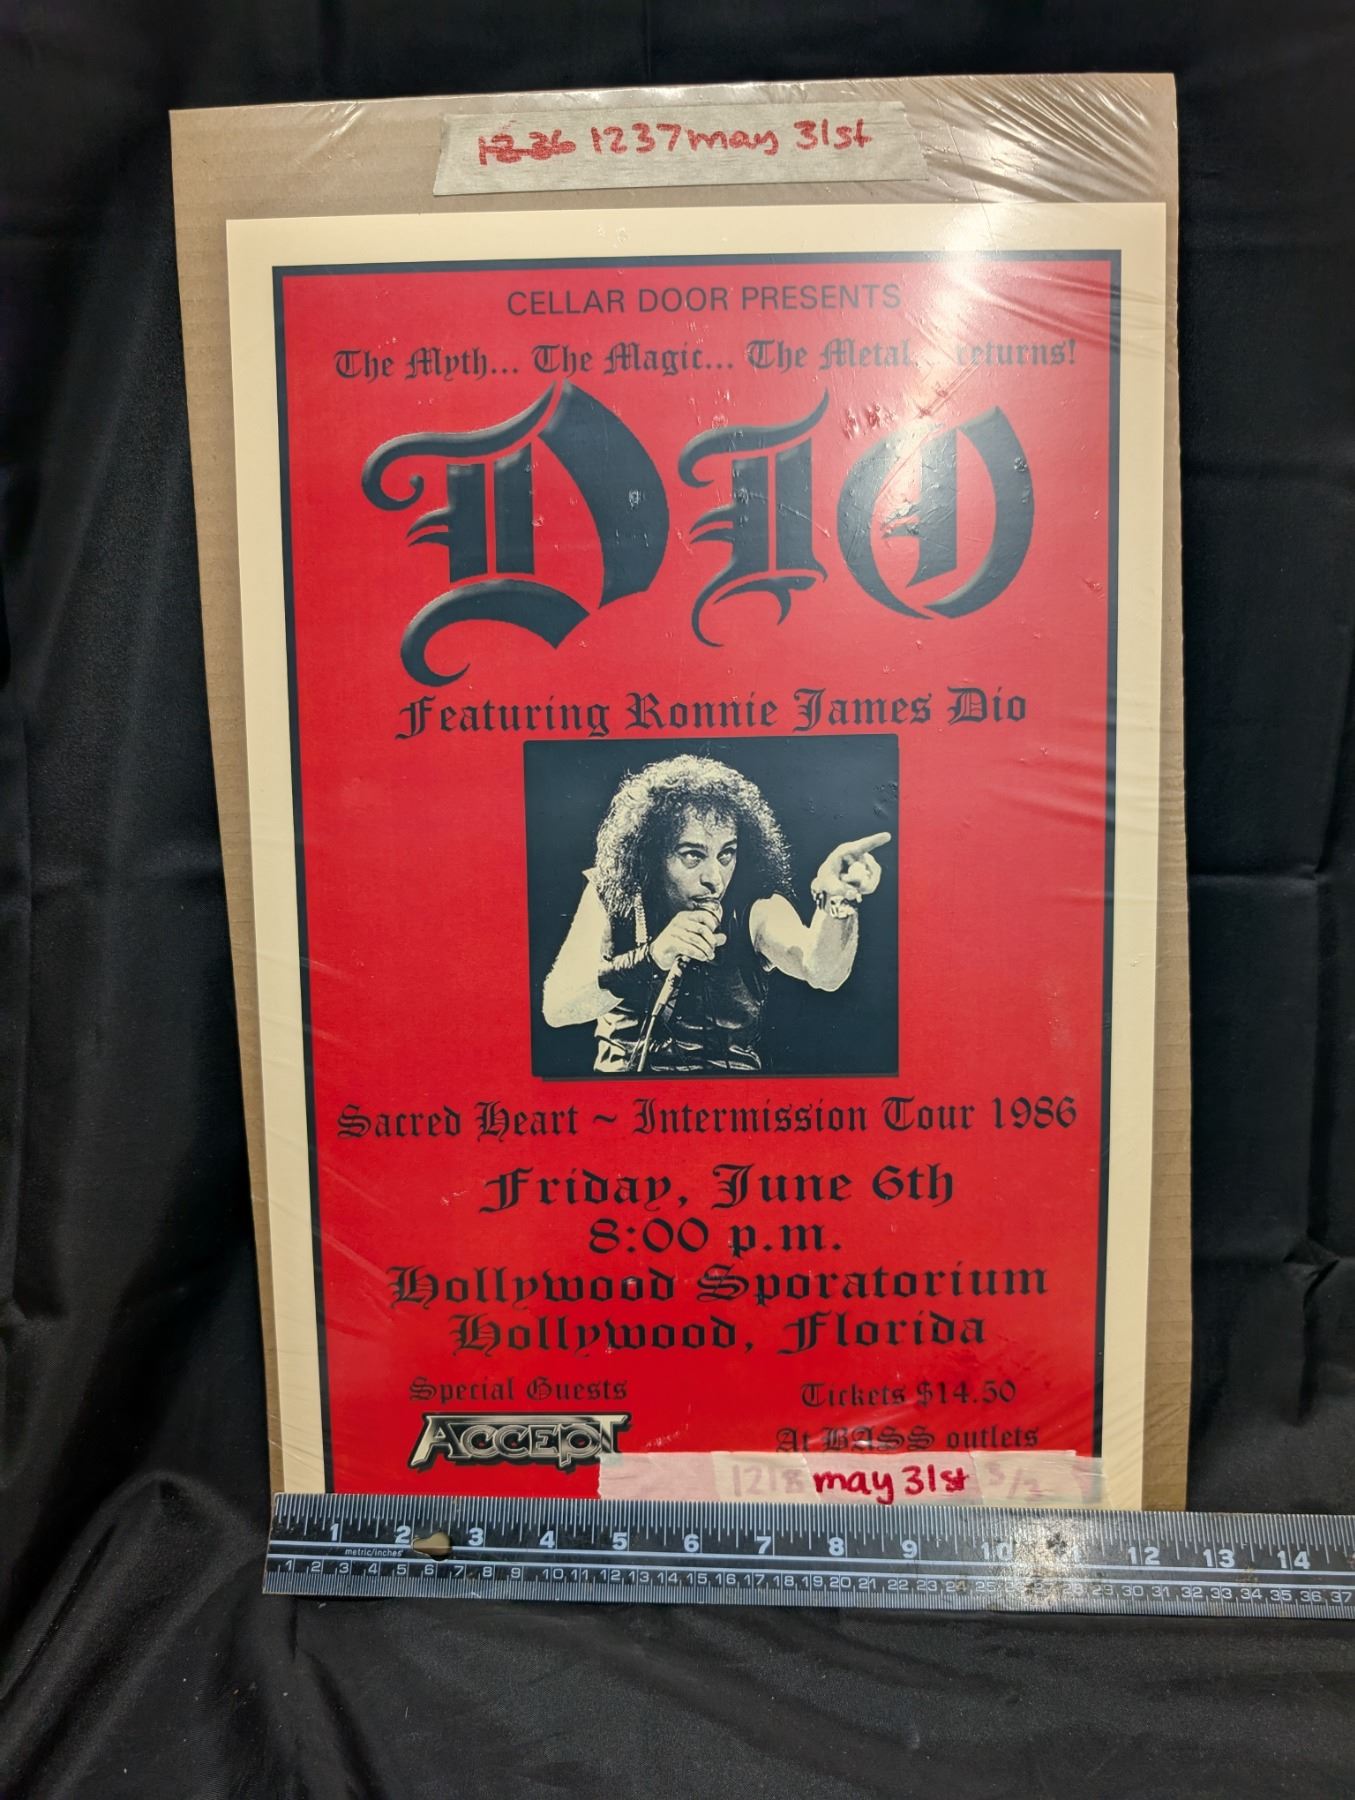 1226 1237 may 31st
CELLAR DOOR PRESENTS
The Myth... The Magic... The Metal... returns!
DIO
Featuring Ronnie James Dio
Sacred Heart ~ Intermission Tour 1986
Friday, June 6th
8:00 p.m.
Hollywood Sporatorium
Hollywood, Florida
Special Guests
ACCEPT
Tickets $14.50
At BASS outlets
1218 may 31st
1 2 3 4 5 6 7 8 9 10 11 12 13 14
metric/inches
1 2 3 4 5 6 7 8 9 10 11 12 13 14 15 16 17 18 19 20 21 22 23 24 25 26 27 28 29 30 31 32 33 34 35 36 37